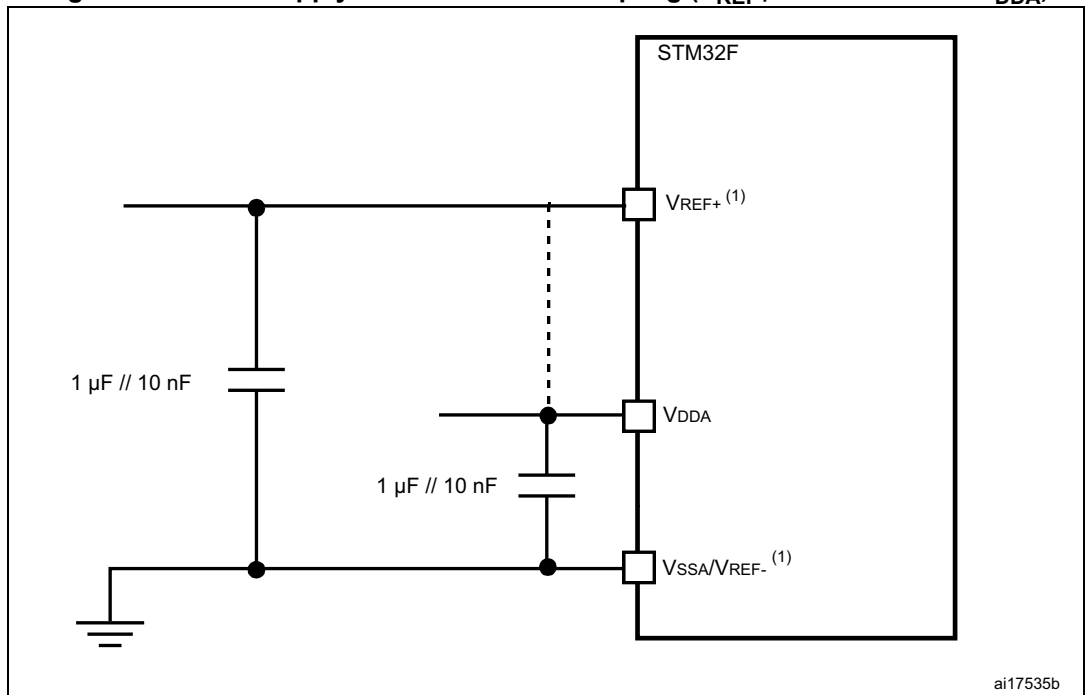 STM32F
VREF+ (1)
1 µF // 10 nF
VDDA
1 µF // 10 nF
VSSA/VREF- (1)
ai17535b